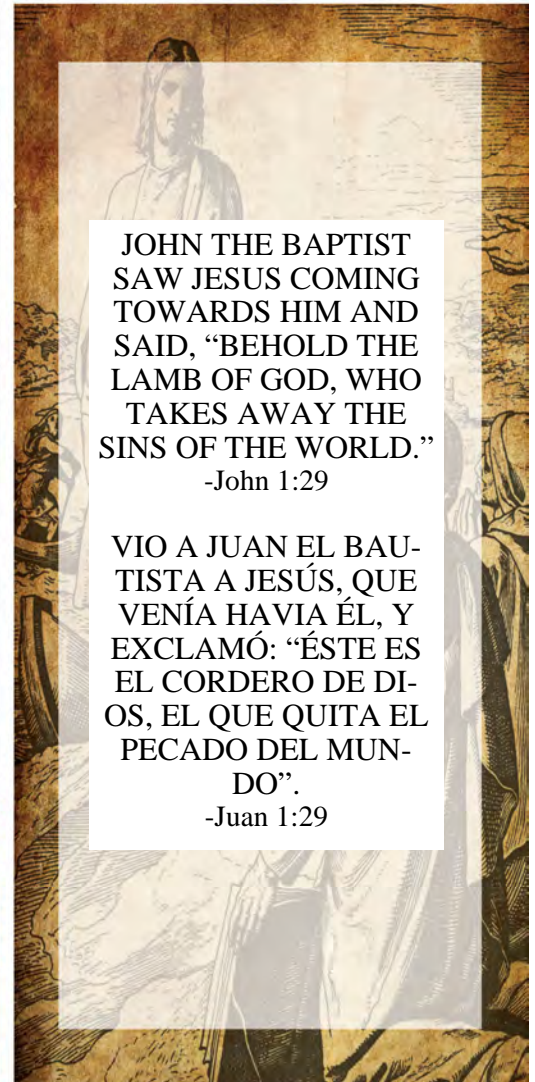 JOHN THE BAPTIST
SAW JESUS COMING
TOWARDS HIM AND
SAID, “BEHOLD THE
LAMB OF GOD, WHO
TAKES AWAY THE
SINS OF THE WORLD.”
-John 1:29
VIO A JUAN EL BAU-
TISTA A JESÚS, QUE
VENÍA HAVIA ÉL, Y
EXCLAMÓ: “ÉSTE ES
EL CORDERO DE DI-
OS, EL QUE QUITA EL
PECADO DEL MUN-
DO”.
-Juan 1:29